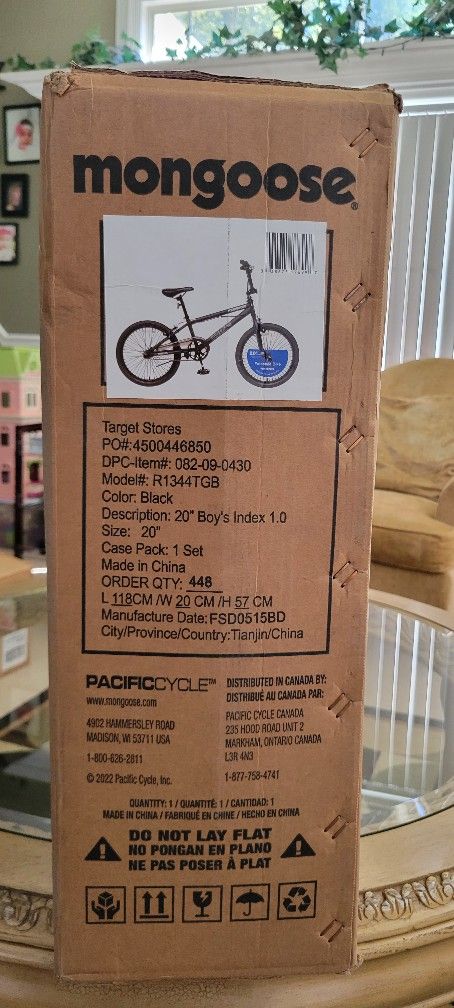 mongoose®
Target Stores
PO#:4500446850
DPC-Item#: 082-09-0430
Model#: R1344TGB
Color: Black
Description: 20" Boy's Index 1.0
Size: 20"
Case Pack: 1 Set
Made in China
ORDER QTY: 448
L 118CM /W 20 CM /H 57 CM
Manufacture Date: FSD0515BD
City/Province/Country:Tianjin/China
PACIFICCYCLE™
www.mongoose.com
4902 HAMMERSLEY ROAD
MADISON, WI 53711 USA
1-800-626-2811
© 2022 Pacific Cycle, Inc.
DISTRIBUTED IN CANADA BY:
DISTRIBUÉ AU CANADA PAR:
PACIFIC CYCLE CANADA
235 HOOD ROAD UNIT 2
MARKHAM, ONTARIO CANADA
L3R 4N3
1-877-758-4741
QUANTITY: 1 / QUANTITÉ: 1 / CANTIDAD: 1
MADE IN CHINA / FABRIQUÉ EN CHINE / HECHO EN CHINA
DO NOT LAY FLAT
NO PONGAN EN PLANO
NE PAS POSER À PLAT